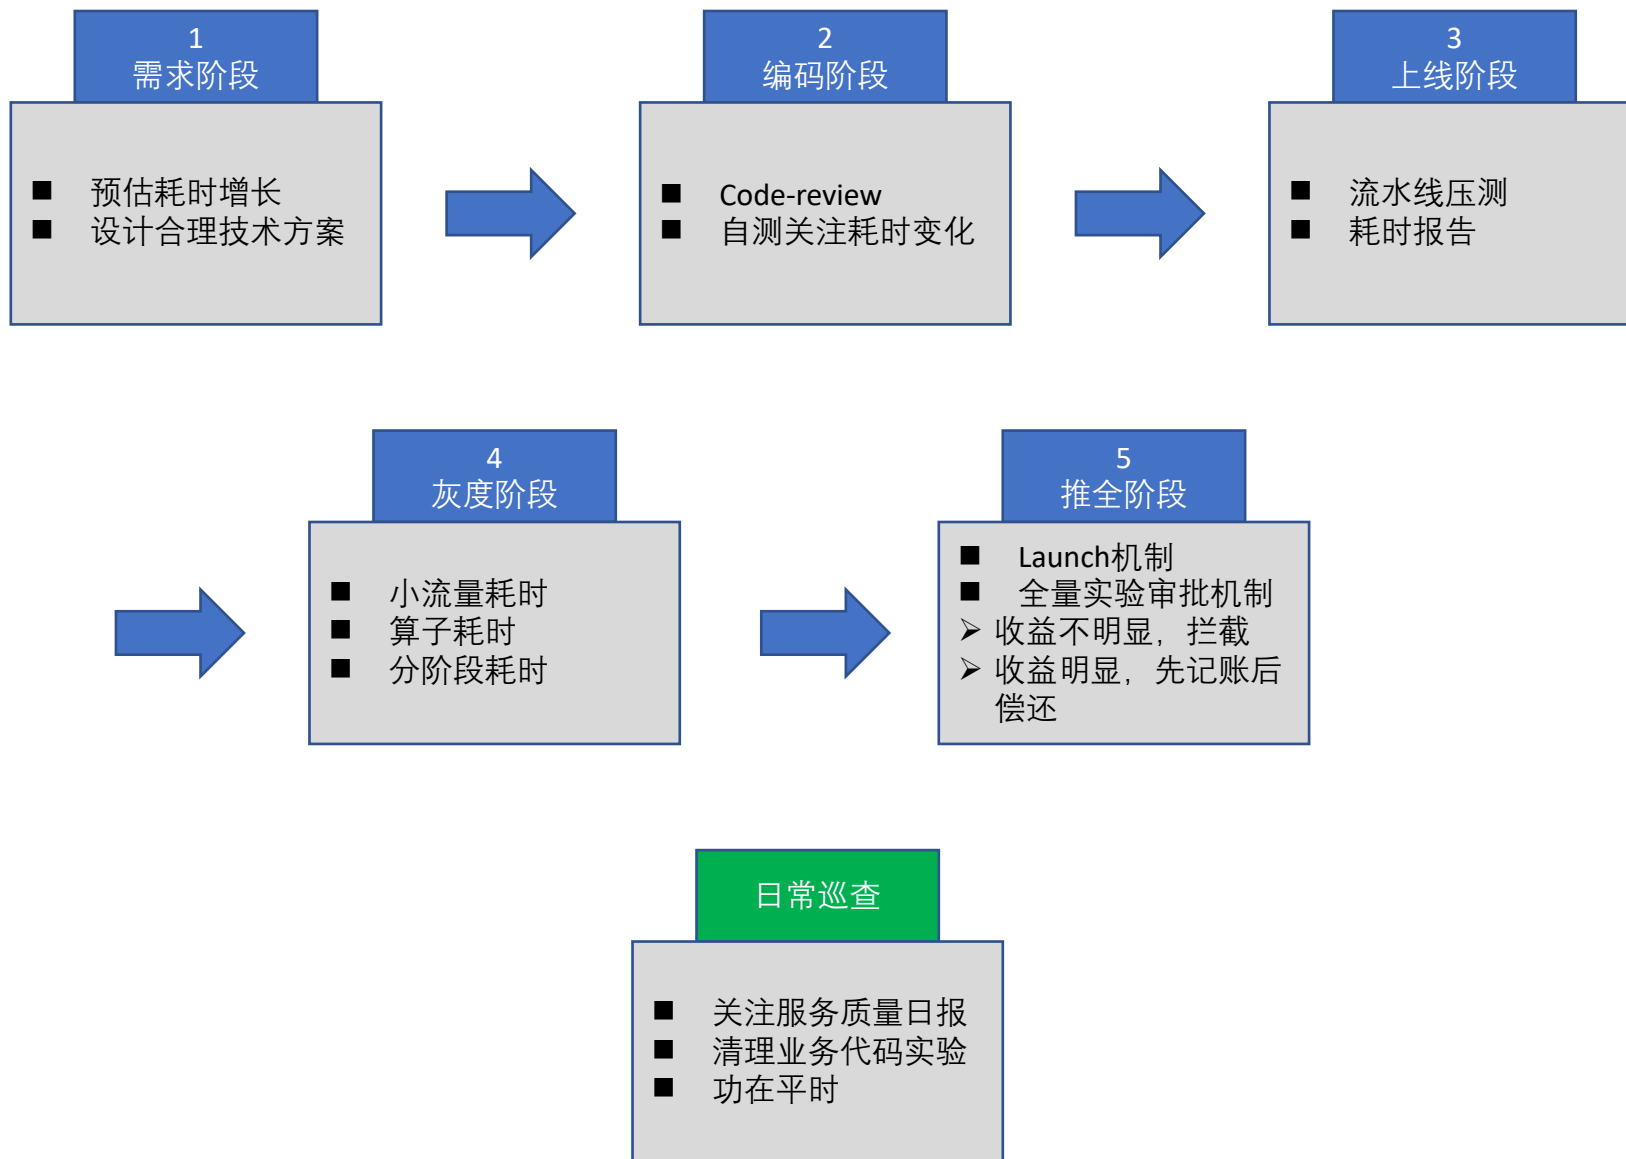 1
需求阶段
■ 预估耗时增长
■ 设计合理技术方案
2
编码阶段
■ Code-review
■ 自测关注耗时变化
3
上线阶段
■ 流水线压测
■ 耗时报告
4
灰度阶段
■ 小流量耗时
■ 算子耗时
■ 分阶段耗时
5
推全阶段
■ Launch机制
■ 全量实验审批机制
➢ 收益不明显，拦截
➢ 收益明显，先记账后
偿还
日常巡查
■ 关注服务质量日报
■ 清理业务代码实验
■ 功在平时